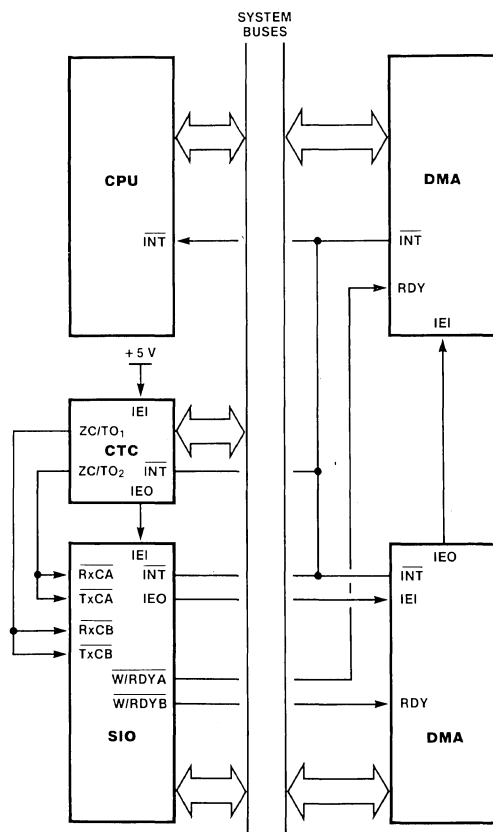 SYSTEM
BUSES
CPU
INT
DMA
INT
RDY
IEI
+ 5 V
IEI
ZC/TO1
CTC
ZC/TO2
INT
IEO
IEI
RxCA
INT
TxCA
IEO
RxCB
TxCB
W/RDYA
W/RDYB
SIO
IEO
INT
IEI
RDY
DMA